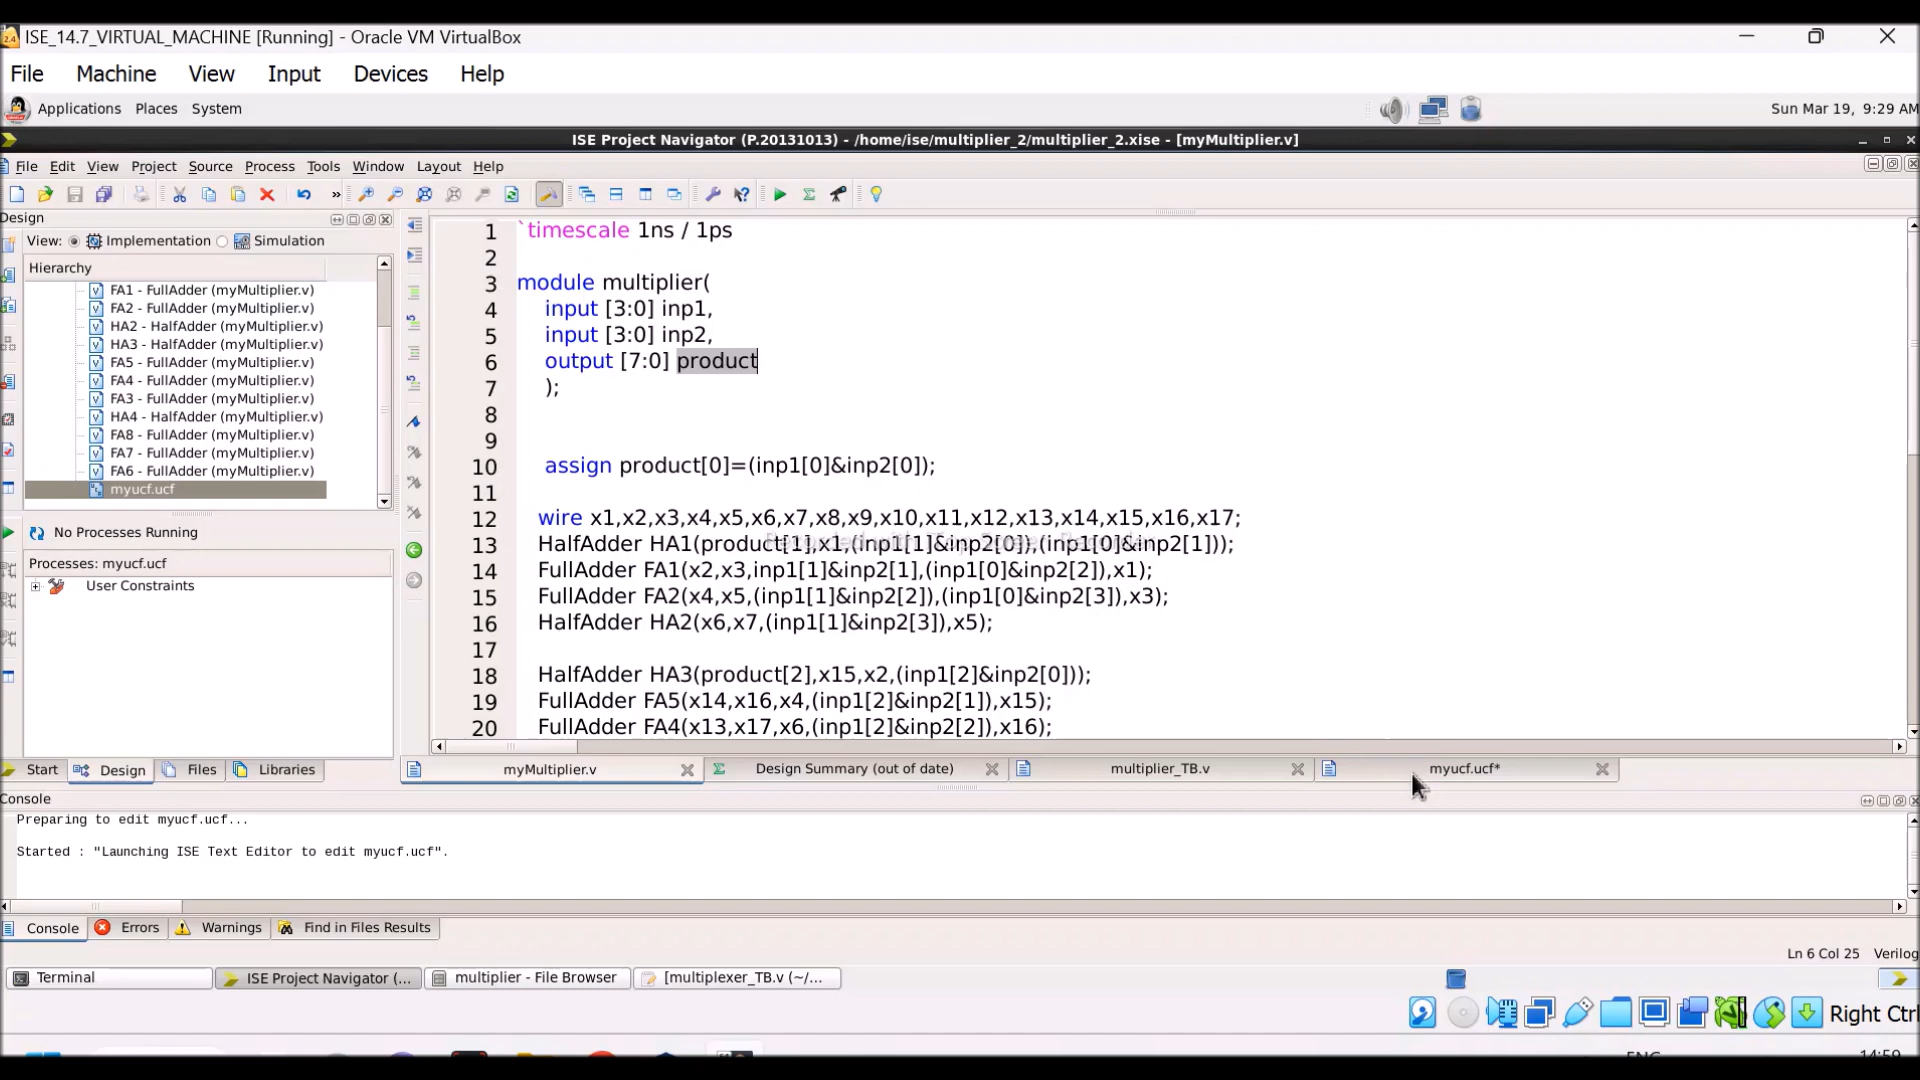 ISE_14.7_VIRTUAL_MACHINE [Running] - Oracle VM VirtualBox
File Machine View Input Devices Help
Applications Places System
Sun Mar 19, 9:29 AM
ISE Project Navigator (P.20131013) - /home/ise/multiplier_2/multiplier_2.xise - [myMultiplier.v]
File Edit View Project Source Process Tools Window Layout Help
Design
View: Implementation Simulation
Hierarchy
FA1 - FullAdder (myMultiplier.v)
FA2 - FullAdder (myMultiplier.v)
HA2 - HalfAdder (myMultiplier.v)
HA3 - HalfAdder (myMultiplier.v)
FA5 - FullAdder (myMultiplier.v)
FA4 - FullAdder (myMultiplier.v)
FA3 - FullAdder (myMultiplier.v)
HA4 - HalfAdder (myMultiplier.v)
FA8 - FullAdder (myMultiplier.v)
FA7 - FullAdder (myMultiplier.v)
FA6 - FullAdder (myMultiplier.v)
myucf.ucf
No Processes Running
Processes: myucf.ucf
User Constraints
Start Design Files Libraries
1 `timescale 1ns / 1ps
2
3 module multiplier(
4 input [3:0] inp1,
5 input [3:0] inp2,
6 output [7:0] product
7 );
8
9
10 assign product[0]=(inp1[0]&inp2[0]);
11
12 wire x1,x2,x3,x4,x5,x6,x7,x8,x9,x10,x11,x12,x13,x14,x15,x16,x17;
13 HalfAdder HA1(product[1],x1,(inp1[1]&inp2[0]),(inp1[0]&inp2[1]));
14 FullAdder FA1(x2,x3,inp1[1]&inp2[1],(inp1[0]&inp2[2]),x1);
15 FullAdder FA2(x4,x5,(inp1[1]&inp2[2]),(inp1[0]&inp2[3]),x3);
16 HalfAdder HA2(x6,x7,(inp1[1]&inp2[3]),x5);
17
18 HalfAdder HA3(product[2],x15,x2,(inp1[2]&inp2[0]));
19 FullAdder FA5(x14,x16,x4,(inp1[2]&inp2[1]),x15);
20 FullAdder FA4(x13,x17,x6,(inp1[2]&inp2[2]),x16);
myMultiplier.v Design Summary (out of date) multiplier_TB.v myucf.ucf*
Console
Preparing to edit myucf.ucf...
Started : "Launching ISE Text Editor to edit myucf.ucf".
Console Errors Warnings Find in Files Results
Ln 6 Col 25 Verilog
Terminal ISE Project Navigator (... multiplier - File Browser [multiplexer_TB.v (~/...
Right Ctrl